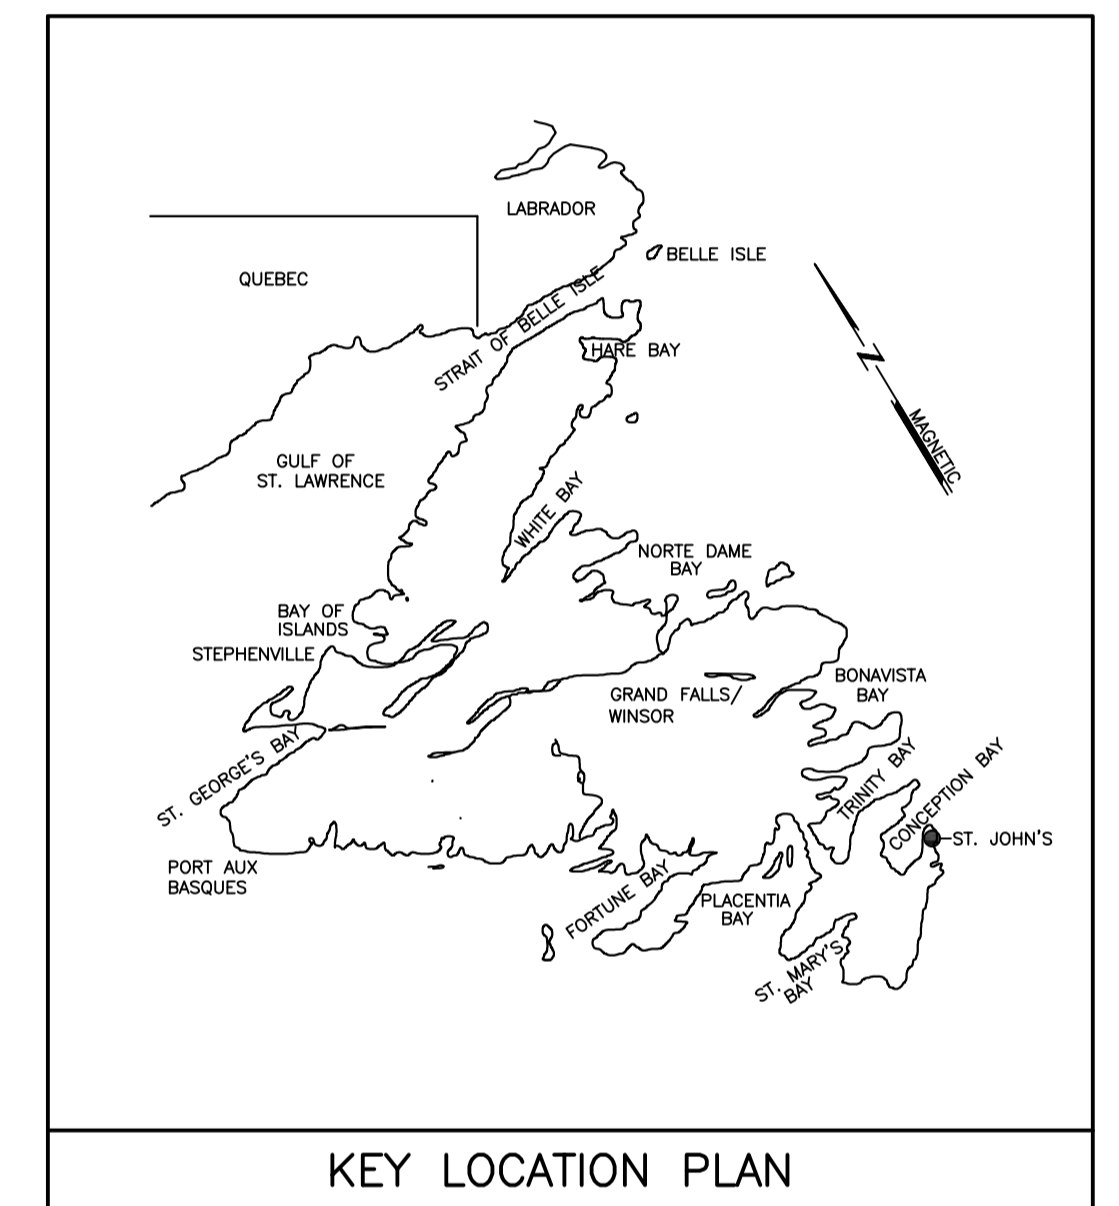 LABRADOR
BELLE ISLE
QUEBEC
STRAIT OF BELLE ISLE
HARE BAY
N
MAGNETIC
GULF OF
ST. LAWRENCE
WHITE BAY
NORTE DAME
BAY
BAY OF
ISLANDS
STEPHENVILLE
GRAND FALLS/
WINSOR
BONAVISTA
BAY
ST. GEORGE'S BAY
TRINITY BAY
CONCEPTION BAY
ST. JOHN'S
PORT AUX
BASQUES
FORTUNE BAY
PLACENTIA
BAY
ST. MARY'S
BAY
KEY LOCATION PLAN